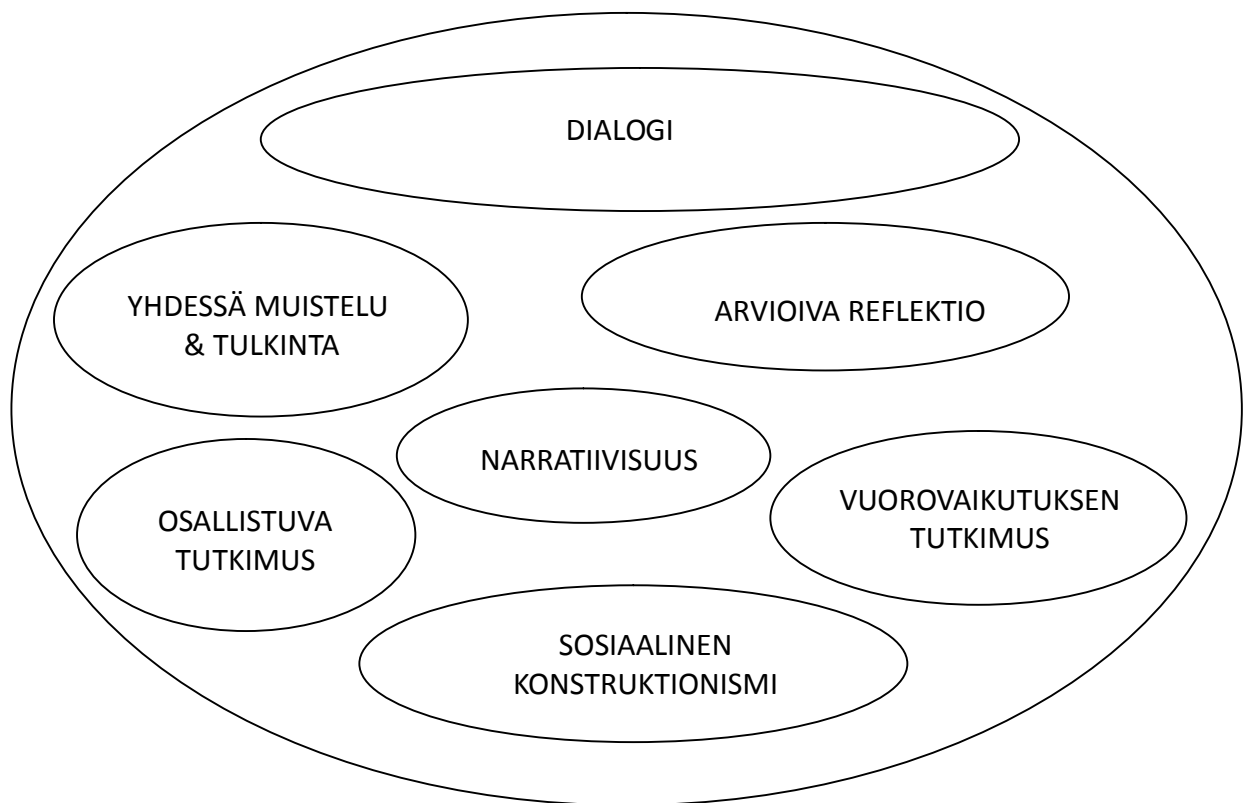 DIALOGI
YHDESSÄ MUISTELU
& TULKINTA
ARVIOIVA REFLEKTIO
NARRATIIVISUUS
OSALLISTUVA
TUTKIMUS
VUOROVAIKUTUKSEN
TUTKIMUS
SOSIAALINEN
KONSTRUKTIONISMI